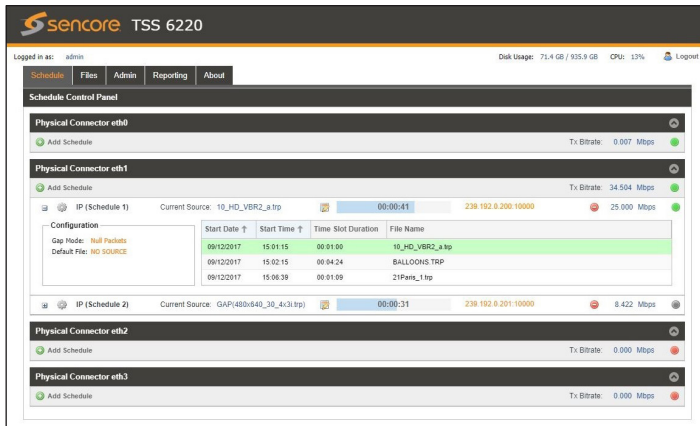 sencore TSS 6220
Logged in as: admin Disk Usage: 71.4 GB / 935.9 GB CPU: 13% Logout
Schedule Files Admin Reporting About
Schedule Control Panel
Physical Connector eth0
Add Schedule Tx Bitrate: 0.007 Mbps
Physical Connector eth1
Add Schedule Tx Bitrate: 34.504 Mbps
IP (Schedule 1) Current Source: 10_HD_VBR2_a.trp 00:00:41 239.192.0.200:10000 25.000 Mbps
Configuration
Gap Mode: Null Packets
Default File: NO SOURCE
Start Date Start Time Time Slot Duration File Name
09/12/2017 15:01:15 00:01:00 10_HD_VBR2_a.trp
09/12/2017 15:02:15 00:04:24 BALLOONS.TRP
09/12/2017 15:06:39 00:01:09 21Paris_1.trp
IP (Schedule 2) Current Source: GAP(480x640_30_4x3i.trp) 00:00:31 239.192.0.201:10000 8.422 Mbps
Physical Connector eth2
Add Schedule Tx Bitrate: 0.000 Mbps
Physical Connector eth3
Add Schedule Tx Bitrate: 0.000 Mbps